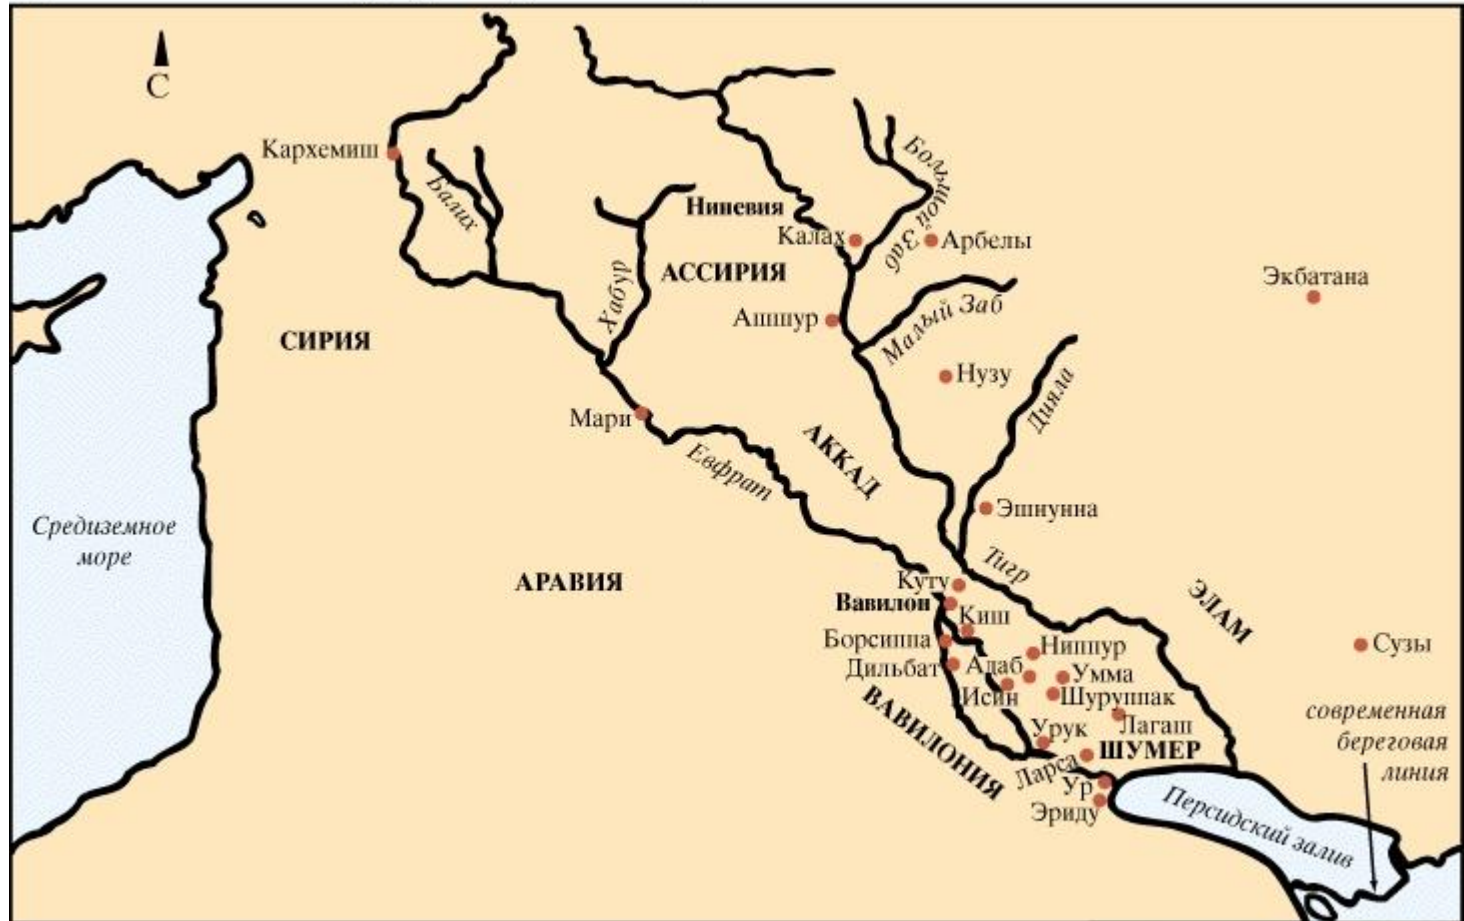 С
Кархемиш
Балих
Хабур
Ниневия
Большой Заб
Калах
Арбелы
АССИРИЯ
Экбатана
Ашшур
Малый Заб
СИРИЯ
Нузу
Дияла
Мари
Евфрат
АККАД
Эшнунна
Средиземное
море
АРАВИЯ
Тигр
Куту
Вавилон
Киш
ЭЛАМ
Борсиппа
Ниппур
Сузы
Дильбат
Адаб
Умма
Исин
Шуруппак
ВАВИЛОНИЯ
Лагаш
Урук
ШУМЕР
Ларса
Ур
Эриду
Персидский залив
современная
береговая
линия